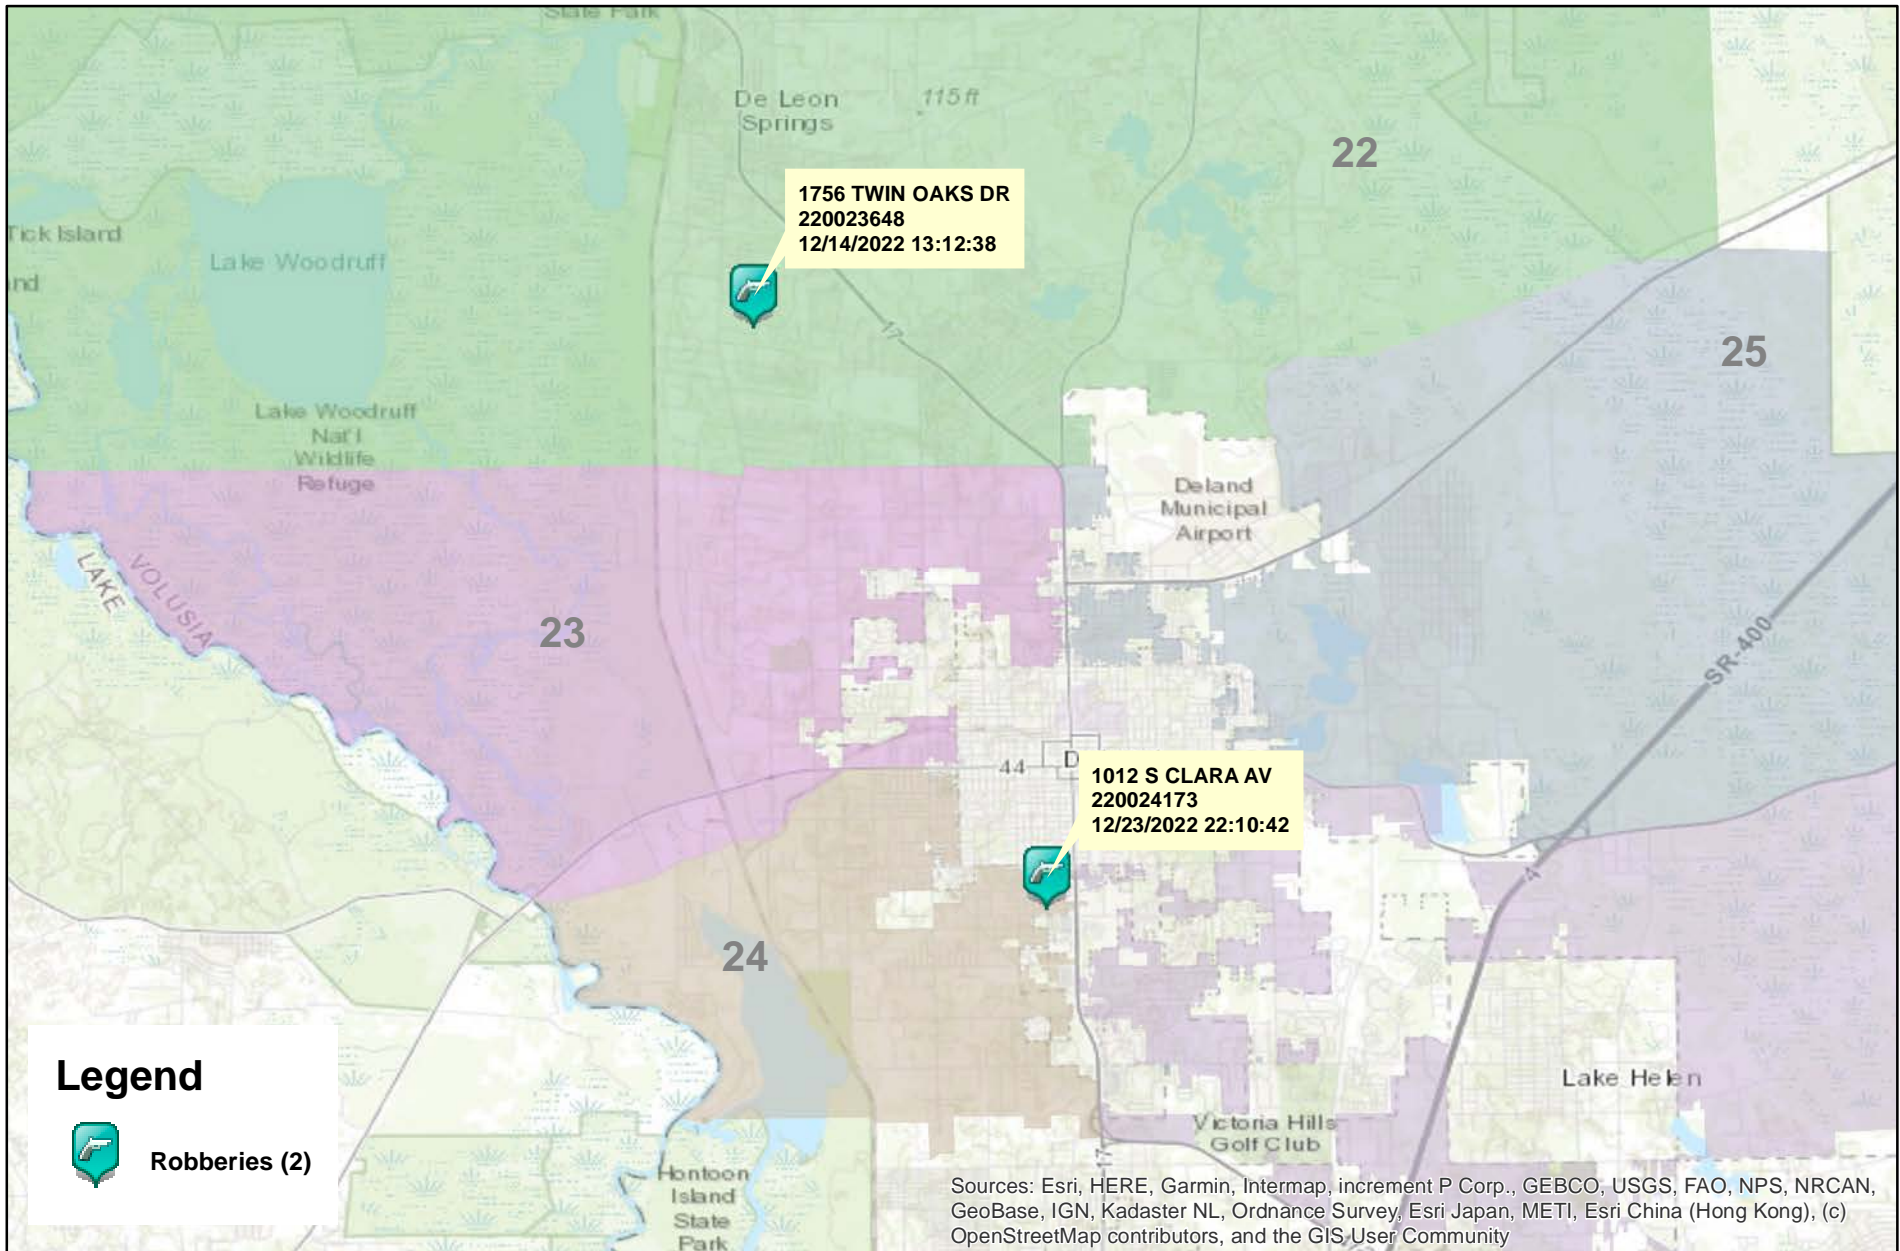 State Park
De Leon
Springs
115 ft
22
1756 TWIN OAKS DR
220023648
12/14/2022 13:12:38
Tick Island
nd
Lake Woodruff
17
25
Lake Woodruff
Nat'l
Wildlife
Refuge
Deland
Municipal
Airport
LAKE
VOLUSIA
23
SR-400
44
D
1012 S CLARA AV
220024173
12/23/2022 22:10:42
4
24
Lake Helen
Victoria Hills
Golf Club
17
Hontoon
Island
State
Park
Legend
Robberies (2)
Sources: Esri, HERE, Garmin, Intermap, increment P Corp., GEBCO, USGS, FAO, NPS, NRCAN,
GeoBase, IGN, Kadaster NL, Ordnance Survey, Esri Japan, METI, Esri China (Hong Kong), (c)
OpenStreetMap contributors, and the GIS User Community